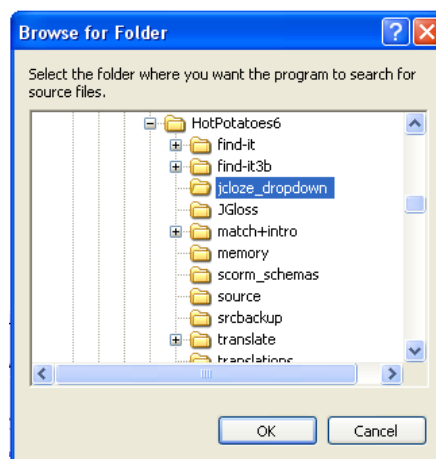 Browse for Folder
Select the folder where you want the program to search for
source files.
HotPotatoes6
find-it
find-it3b
jcloze_dropdown
JGloss
match+intro
memory
scorm_schemas
source
srcbackup
translate
translations
OK Cancel